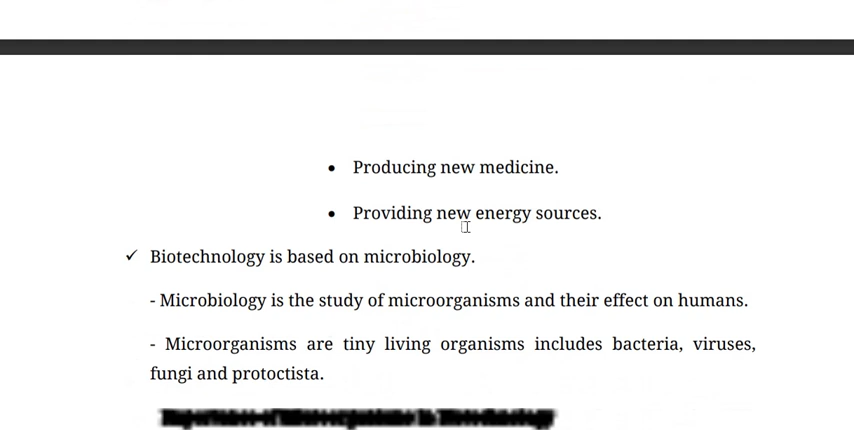 • Producing new medicine.
• Providing new energy sources.
✓ Biotechnology is based on microbiology.
- Microbiology is the study of microorganisms and their effect on humans.
- Microorganisms are tiny living organisms includes bacteria, viruses,
fungi and protoctista.